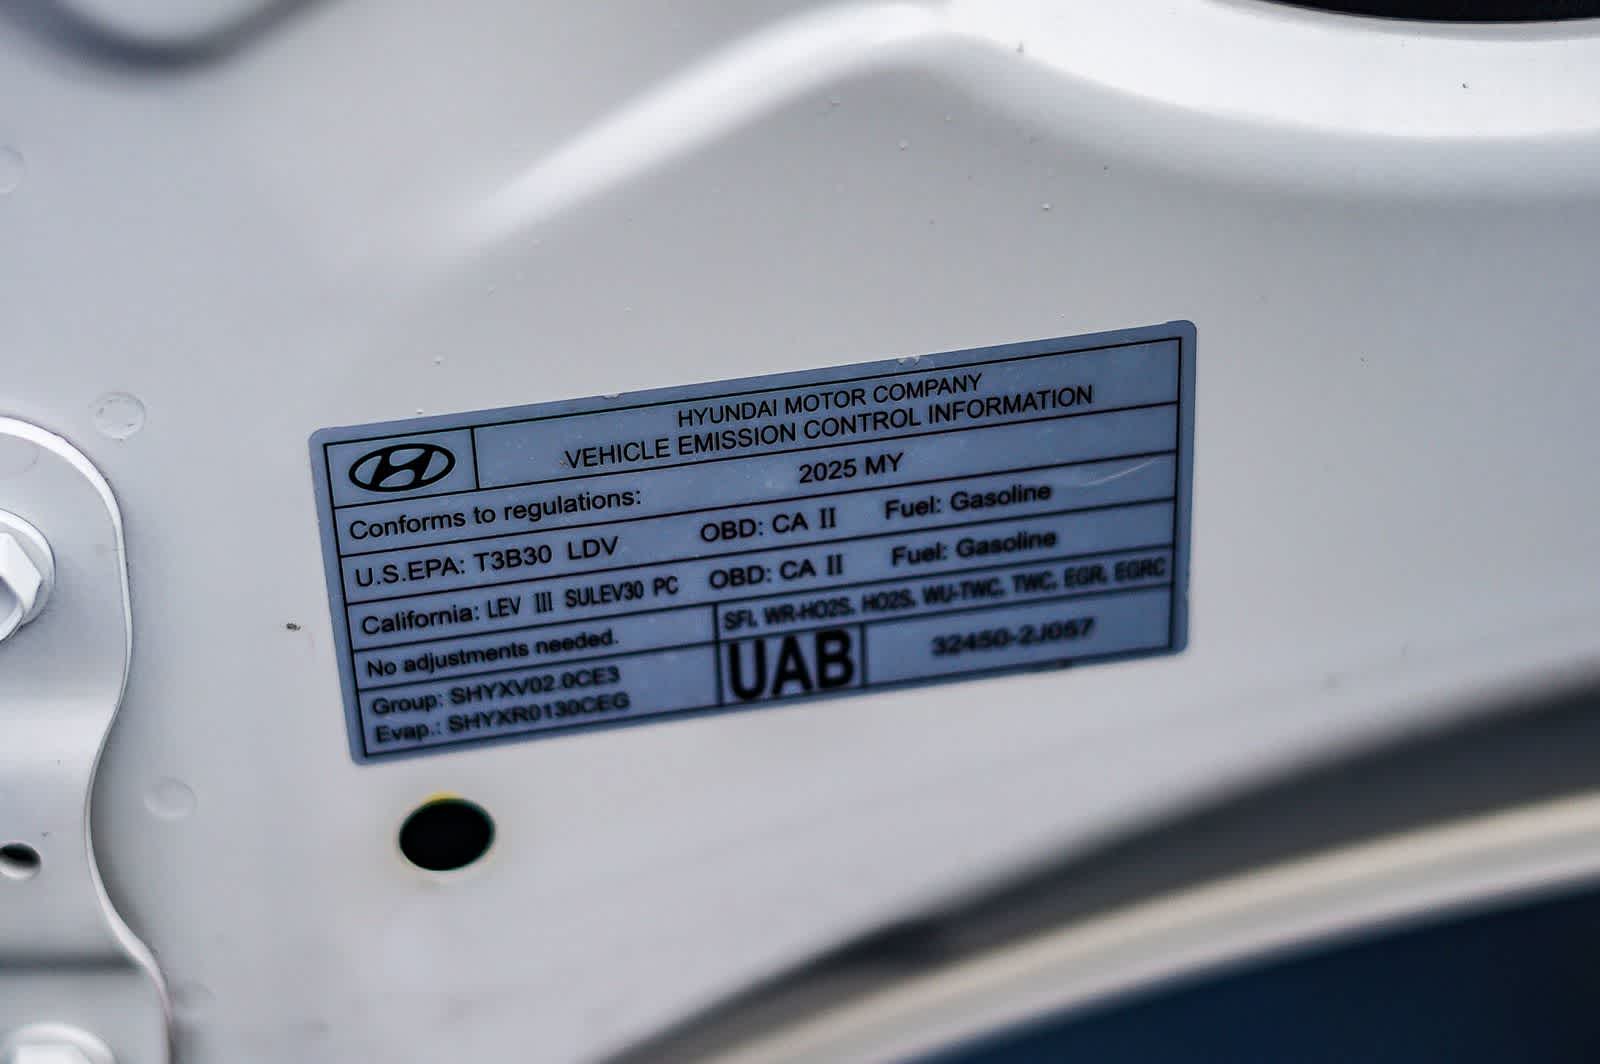 HYUNDAI MOTOR COMPANY
VEHICLE EMISSION CONTROL INFORMATION
Conforms to regulations: 2025 MY
U.S.EPA: T3B30 LDV OBD: CA II Fuel: Gasoline
California: LEV III SULEV30 PC OBD: CA II Fuel: Gasoline
No adjustments needed. SFI, WR-HO2S, HO2S, WU-TWC, TWC, EGR, EGRC
Group: SHYXV02.0CE3
Evap.: SHYXR0130CEG
UAB
32450-2J057